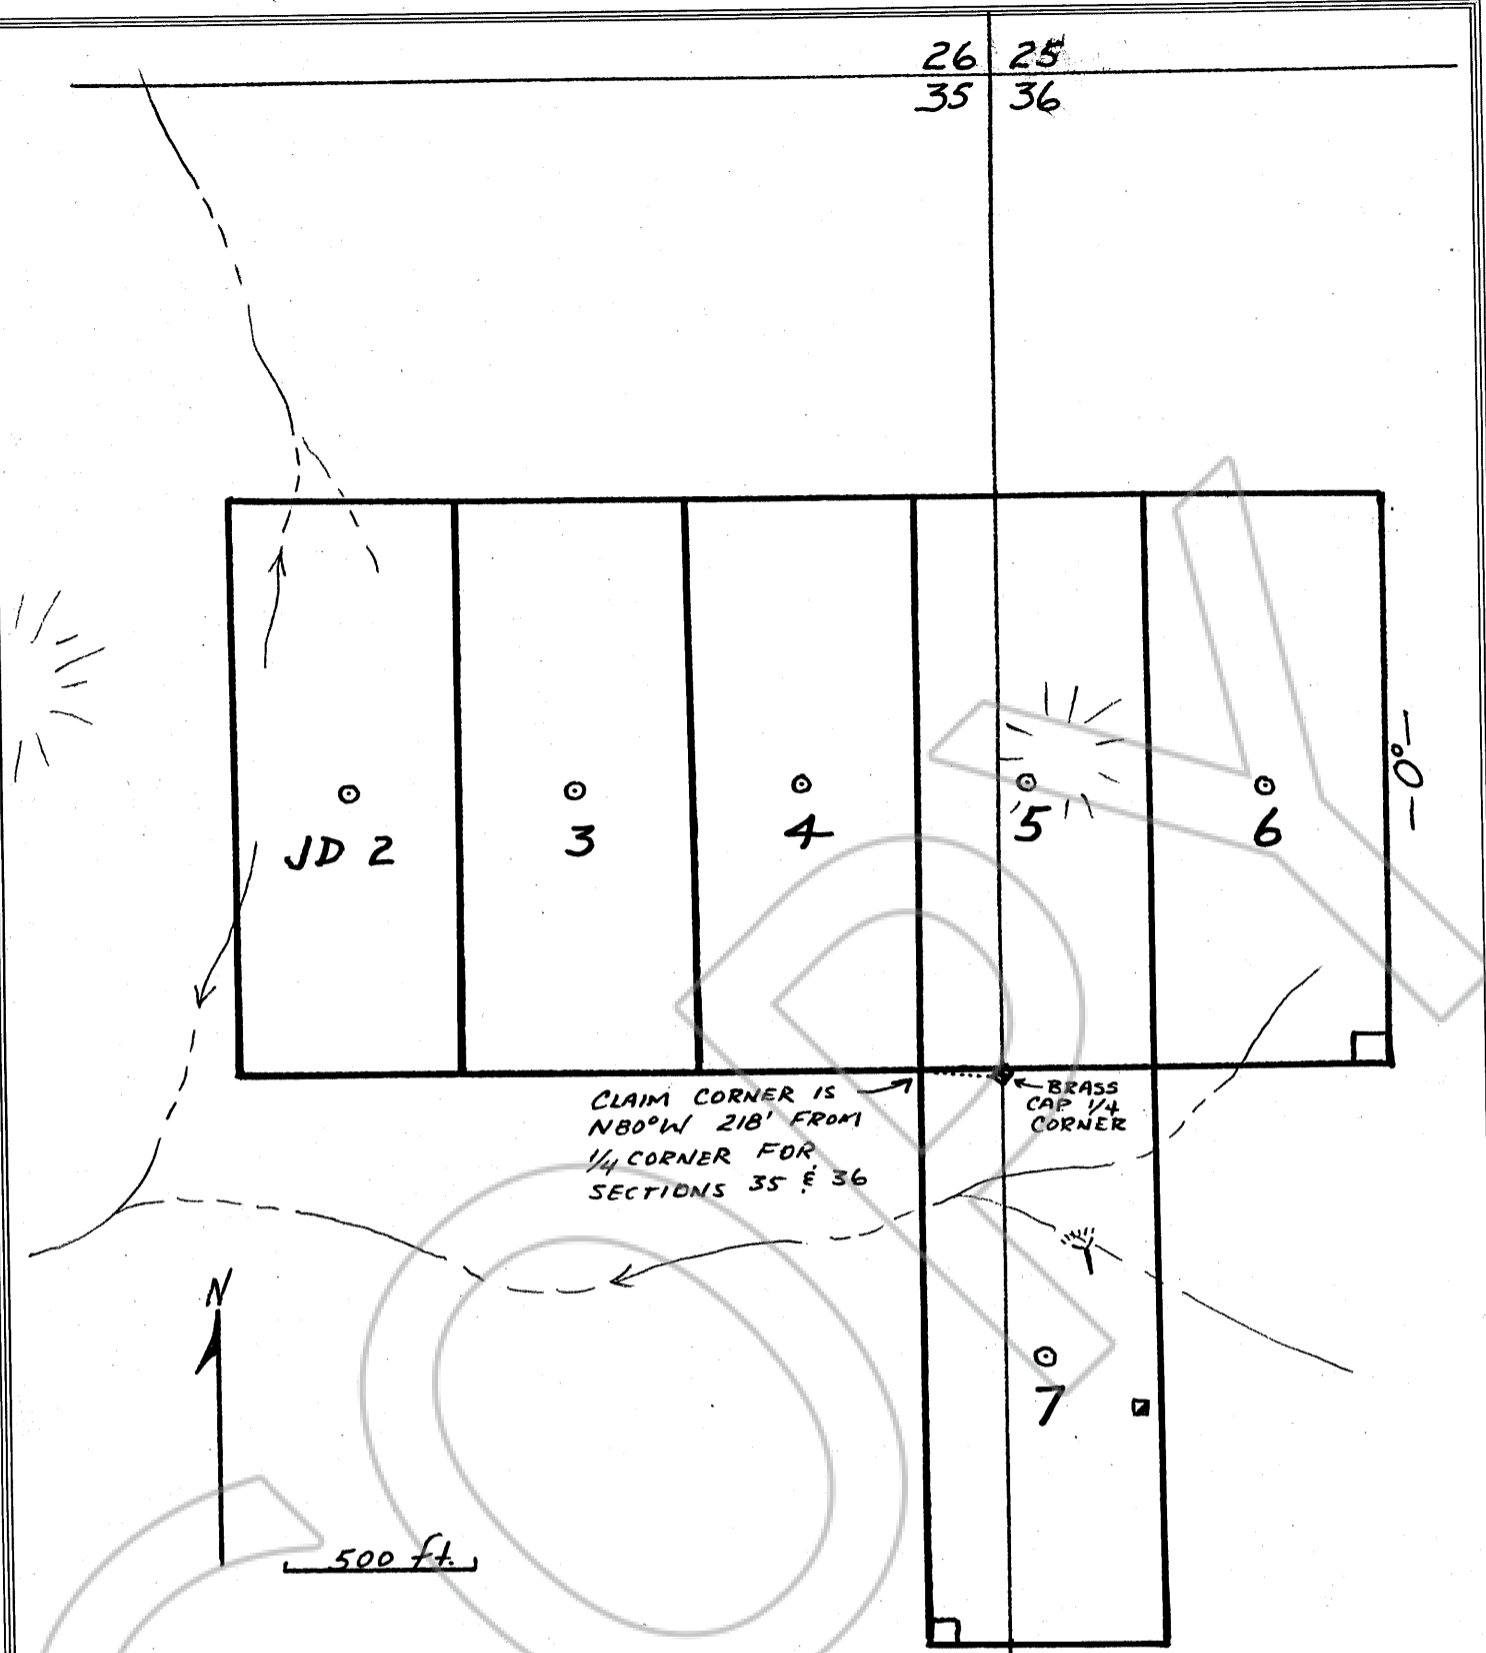 26 25
35 36
JD 2
3
4
5
6
-0°-
CLAIM CORNER IS
N80°W 218' FROM
1/4 CORNER FOR
SECTIONS 35 & 36
BRASS
CAP 1/4
CORNER
N
7
500 ft.
COPY